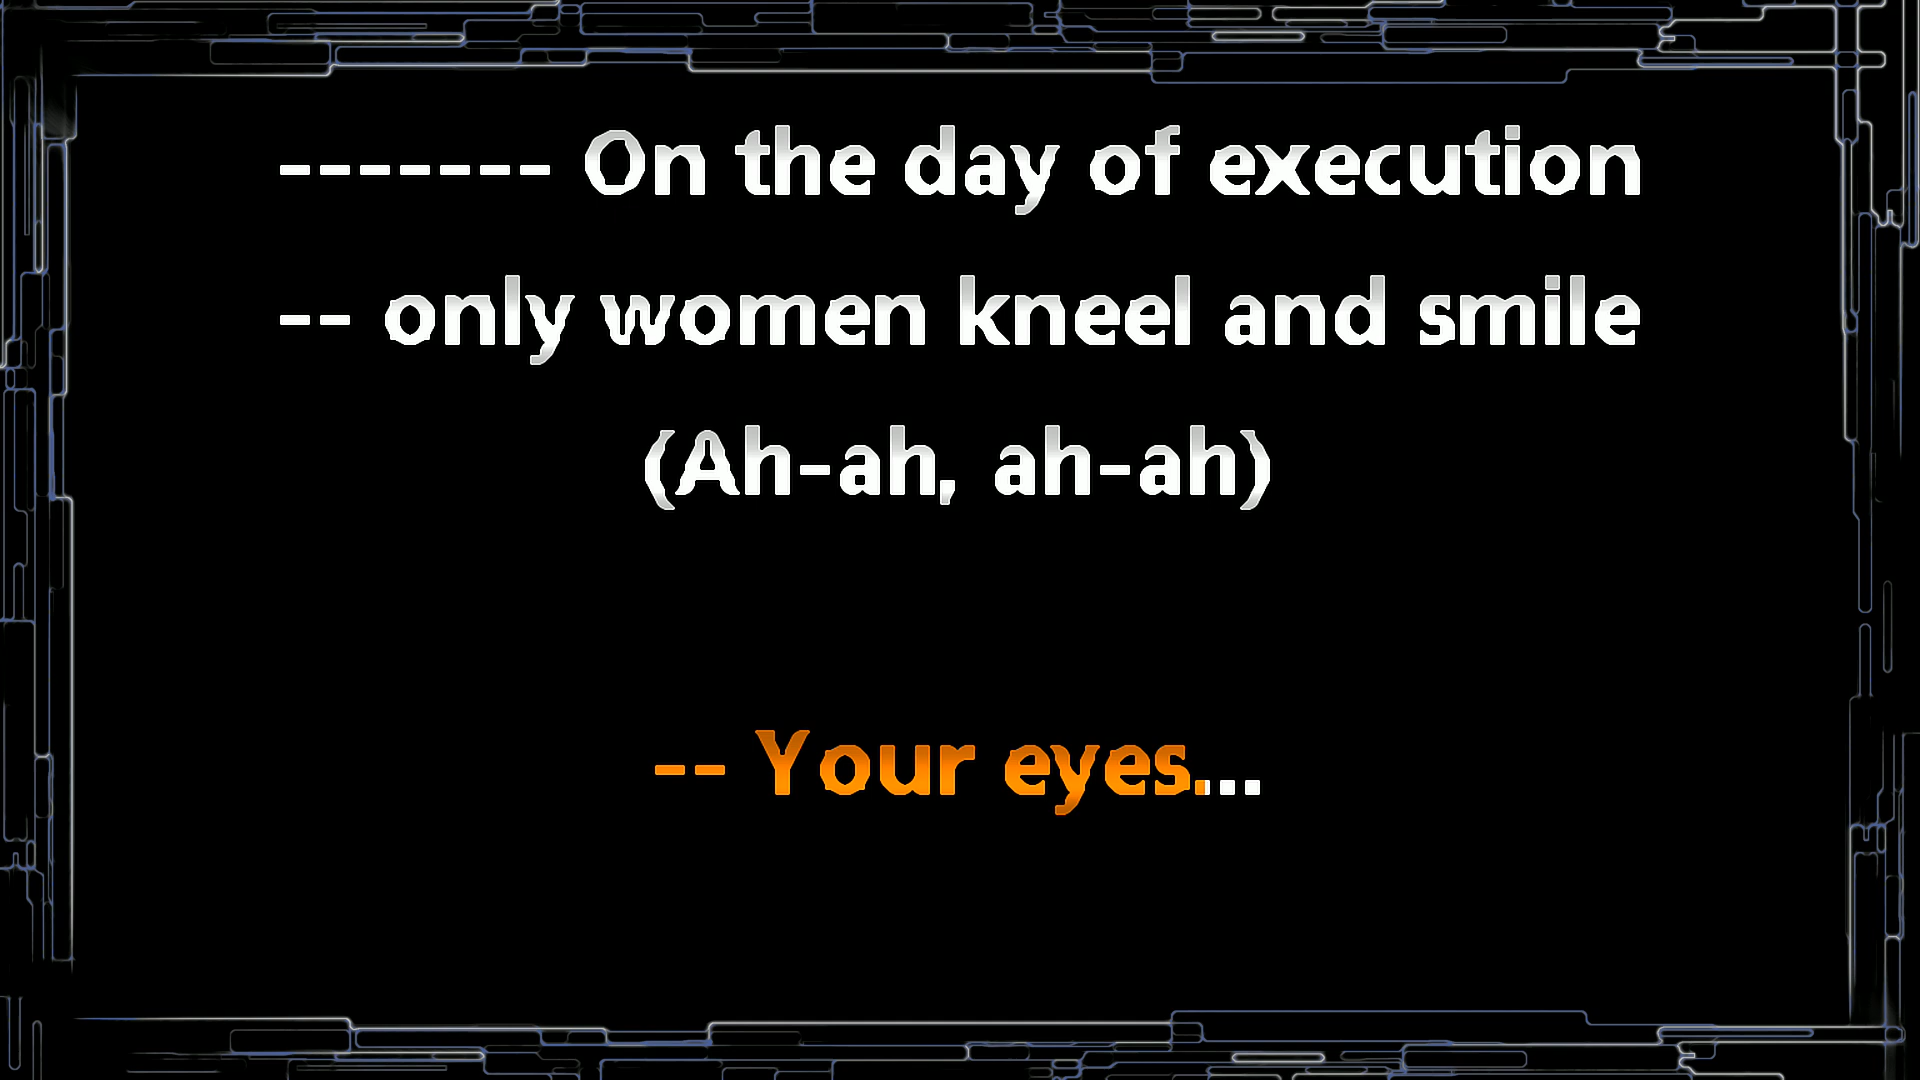 ------- On the day of execution
-- only women kneel and smile
(Ah-ah, ah-ah)
-- Your eyes...